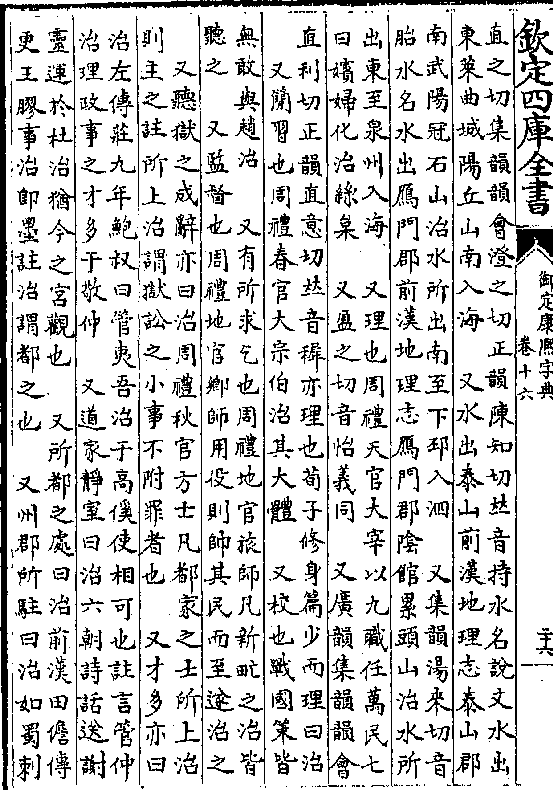 欽定四庫全書
御定康熙字典
卷十六
直之切集韻韻會澄之切正韻陳知切𠀤音持水名說文水出
東萊曲城陽丘山南入海　又水出泰山前漢地理志泰山郡
南武陽冠石山治水所出南至下邳入泗　又集韻湯來切音
胎水名水出鴈門郡前漢地理志鴈門郡陰館累頭山治水所
出東至泉州入海　又理也周禮天官大宰以九職任萬民七
曰嬪婦化治絲枲　又盈之切音怡義同　又廣韻集韻韻會
直利切正韻直意切𠀤音稺亦理也荀子修身篇少而理曰治
又簡習也周禮春官大宗伯治其大體　又校也戰國策皆
無敢與趙治　又有所求乞也周禮地官旅師凡新甿之治皆
聽之　又監督也周禮地官鄉師用役則帥其民而至遂治之
又聽獄之成辭亦曰治周禮秋官方士凡都家之士所上治
則主之註所上治謂獄訟之小事不附罪者也　又才多亦曰
治左傳莊九年鮑叔曰管夷吾治于高傒使相可也註言管仲
治理政事之才多于敬仲　又道家靜室曰治六朝詩話送謝
靈運於杜治猶今之宮觀也　又所都之處曰治前漢田儋傳
更王膠事治即墨註治謂都之也　又州郡所駐曰治如蜀刺